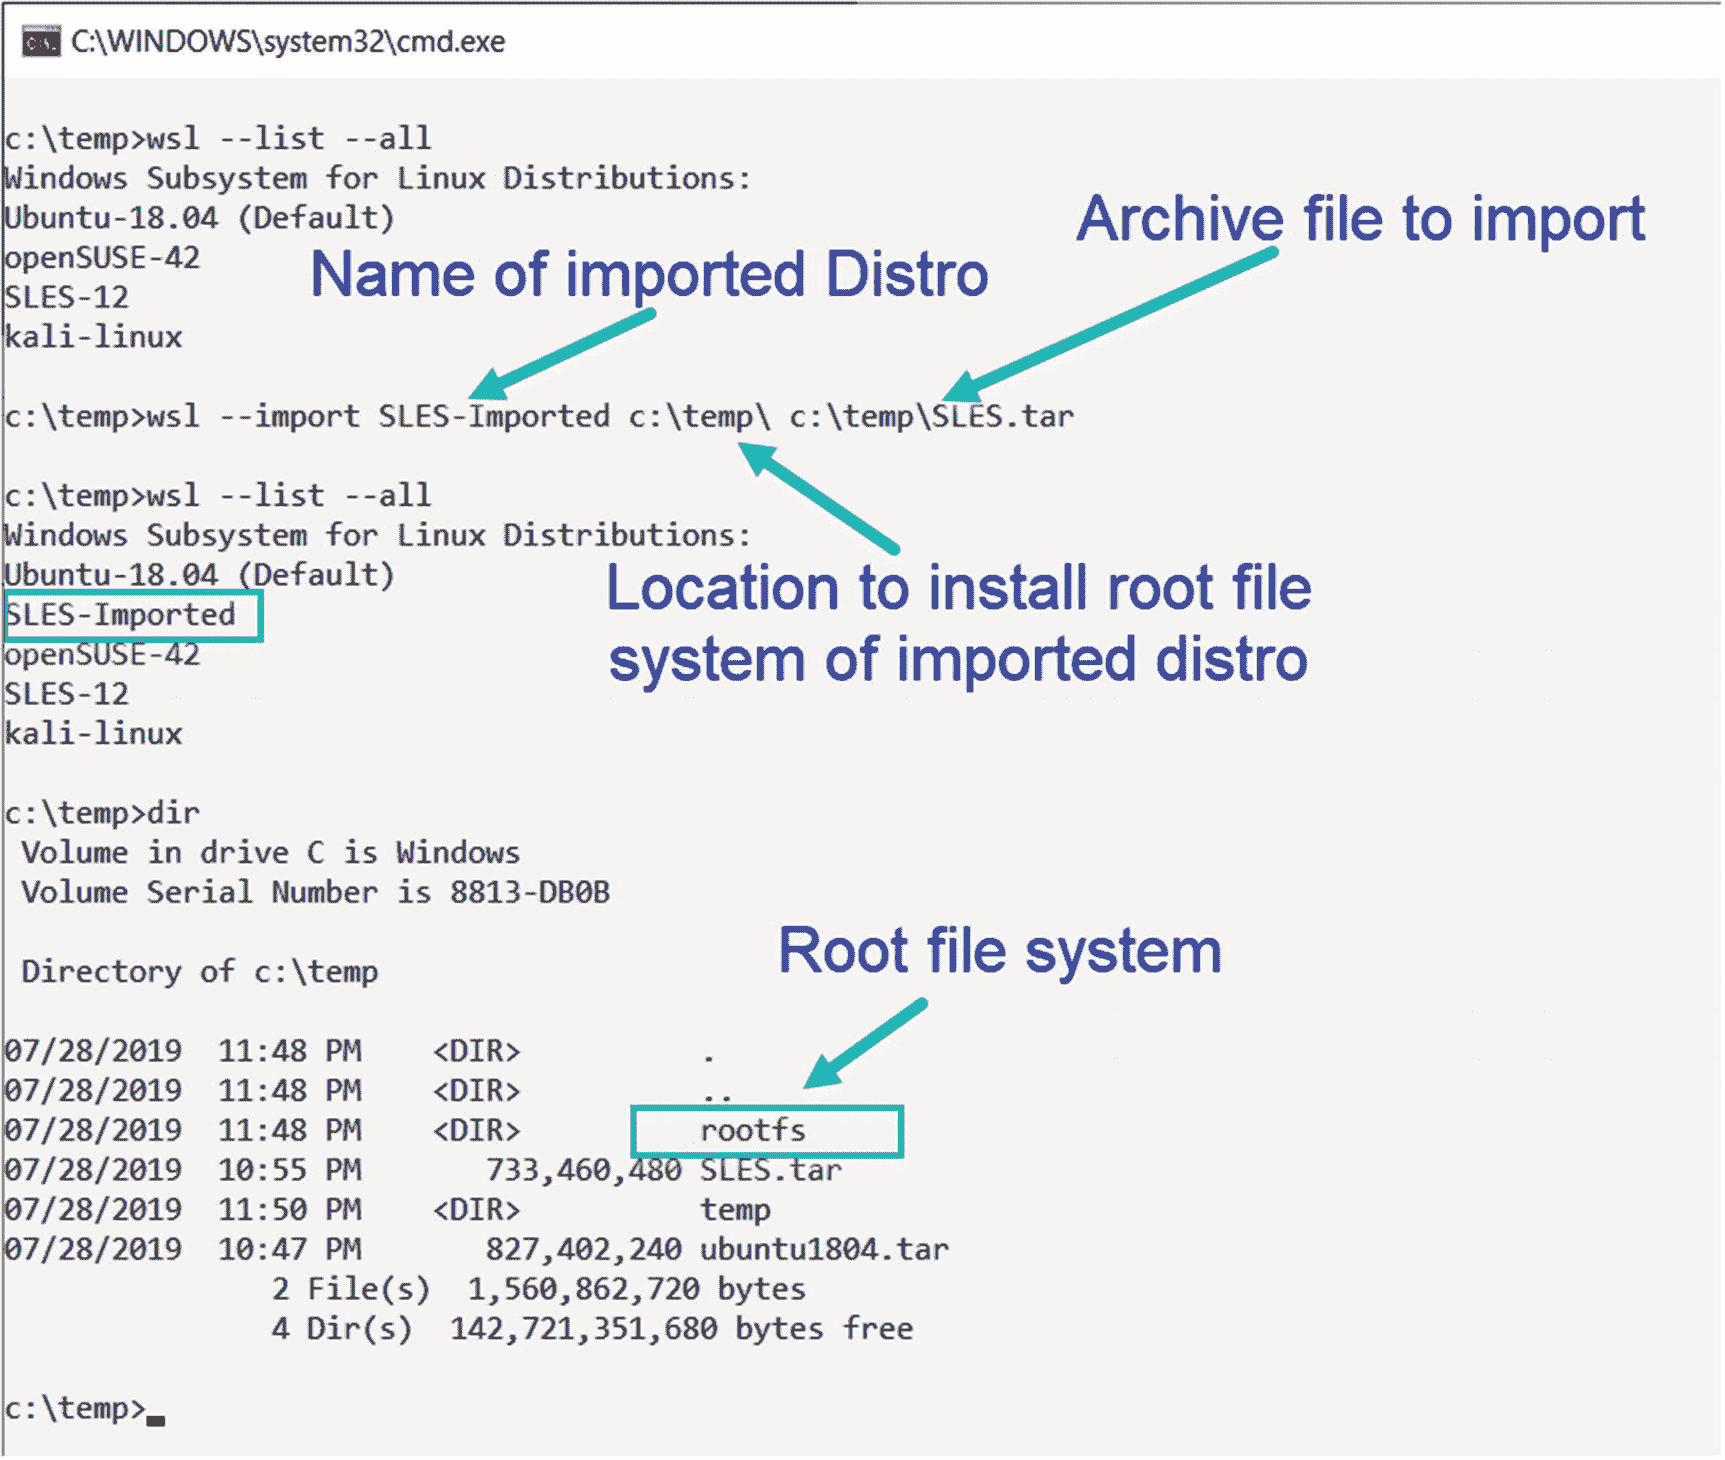 C:\WINDOWS\system32\cmd.exe
c:\temp>wsl --list --all
Windows Subsystem for Linux Distributions:
Ubuntu-18.04 (Default)
openSUSE-42
SLES-12
kali-linux
Name of imported Distro
Archive file to import
c:\temp>wsl --import SLES-Imported c:\temp\ c:\temp\SLES.tar
c:\temp>wsl --list --all
Windows Subsystem for Linux Distributions:
Ubuntu-18.04 (Default)
SLES-Imported
openSUSE-42
SLES-12
kali-linux
Location to install root file
system of imported distro
c:\temp>dir
Volume in drive C is Windows
Volume Serial Number is 8813-DB0B
Directory of c:\temp
Root file system
07/28/2019  11:48 PM    <DIR>          .
07/28/2019  11:48 PM    <DIR>          ..
07/28/2019  11:48 PM    <DIR>          rootfs
07/28/2019  10:55 PM       733,460,480 SLES.tar
07/28/2019  11:50 PM    <DIR>          temp
07/28/2019  10:47 PM       827,402,240 ubuntu1804.tar
2 File(s)  1,560,862,720 bytes
4 Dir(s)  142,721,351,680 bytes free
c:\temp>